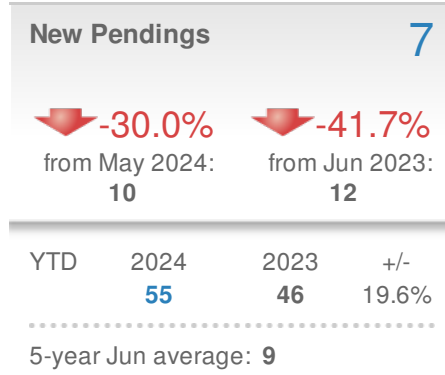 New Pendings 7
-30.0% -41.7%
from May 2024: from Jun 2023:
10 12
YTD 2024 2023 +/-
55 46 19.6%
5-year Jun average: 9